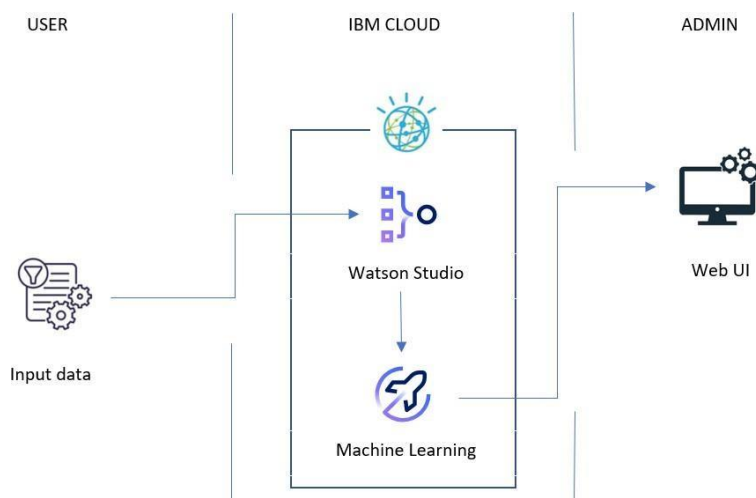 USER
IBM CLOUD
ADMIN
Watson Studio
Web UI
Input data
Machine Learning